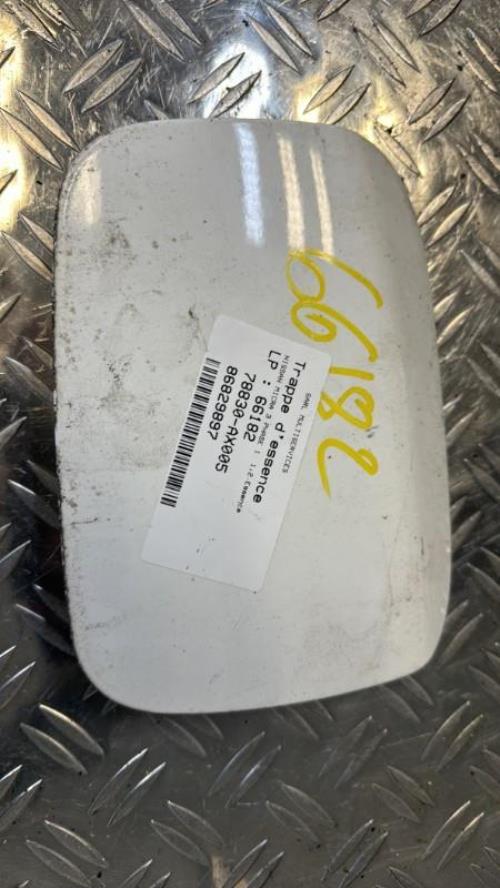 66182
SARL MULTISERVICES
Trappe d'essence
NISSAN MICRA 3 PHASE 1 1.2 Essence
LP : 66182
78830-AX005
86829897